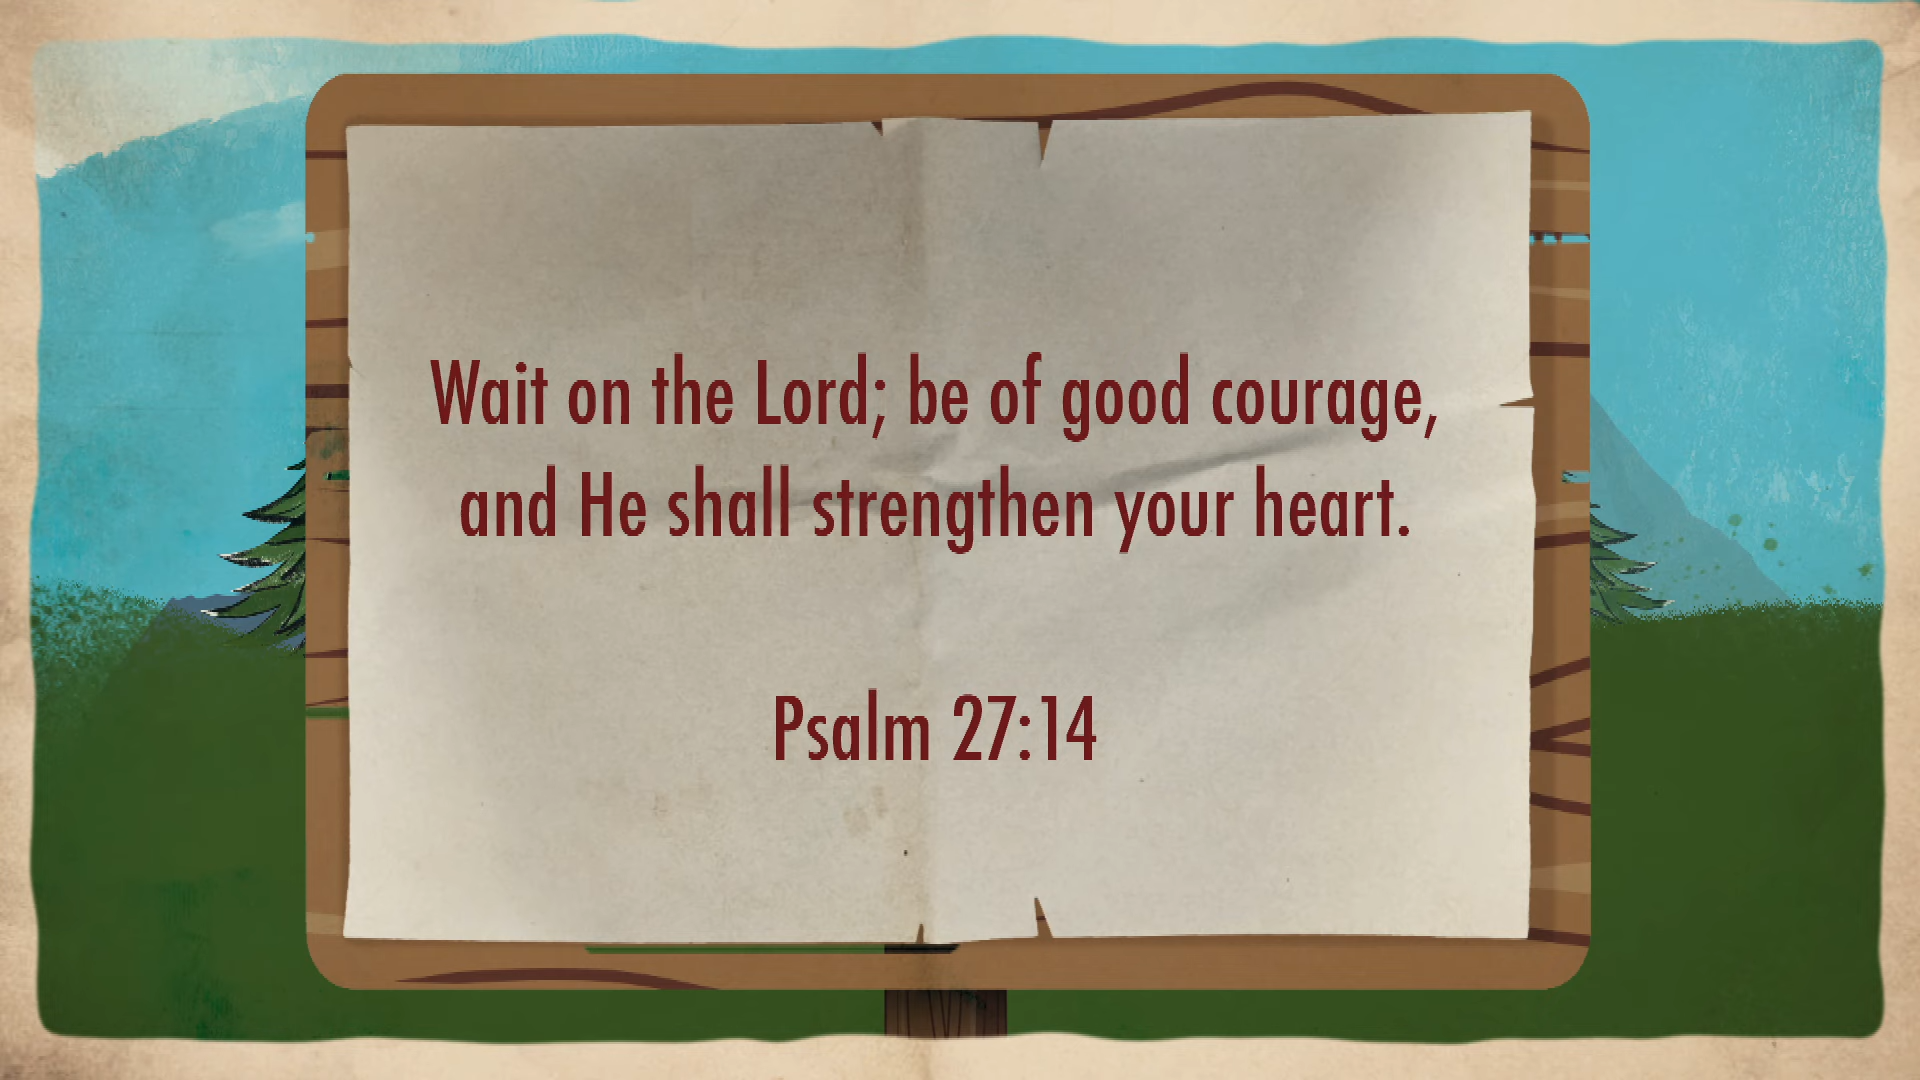 Wait on the Lord; be of good courage,
and He shall strengthen your heart.
Psalm 27:14